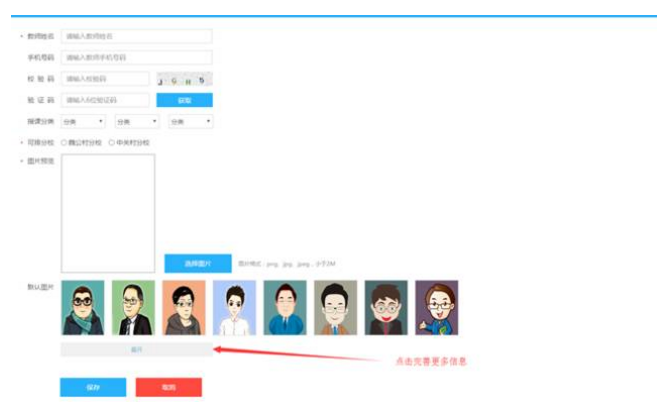 * 教师姓名 请输入教师姓名
手机号码 请输入教师手机号码
校 验 码 请输入校验码
验 证 码 请输入6位验证码 获取
授课分类 分类 分类 分类
* 可排分校 魏公村分校 中关村分校
* 图片预览
选择图片 图片格式:png、jpg、jpeg,小于2M
默认图片
展开
点击完善更多信息
保存 取消